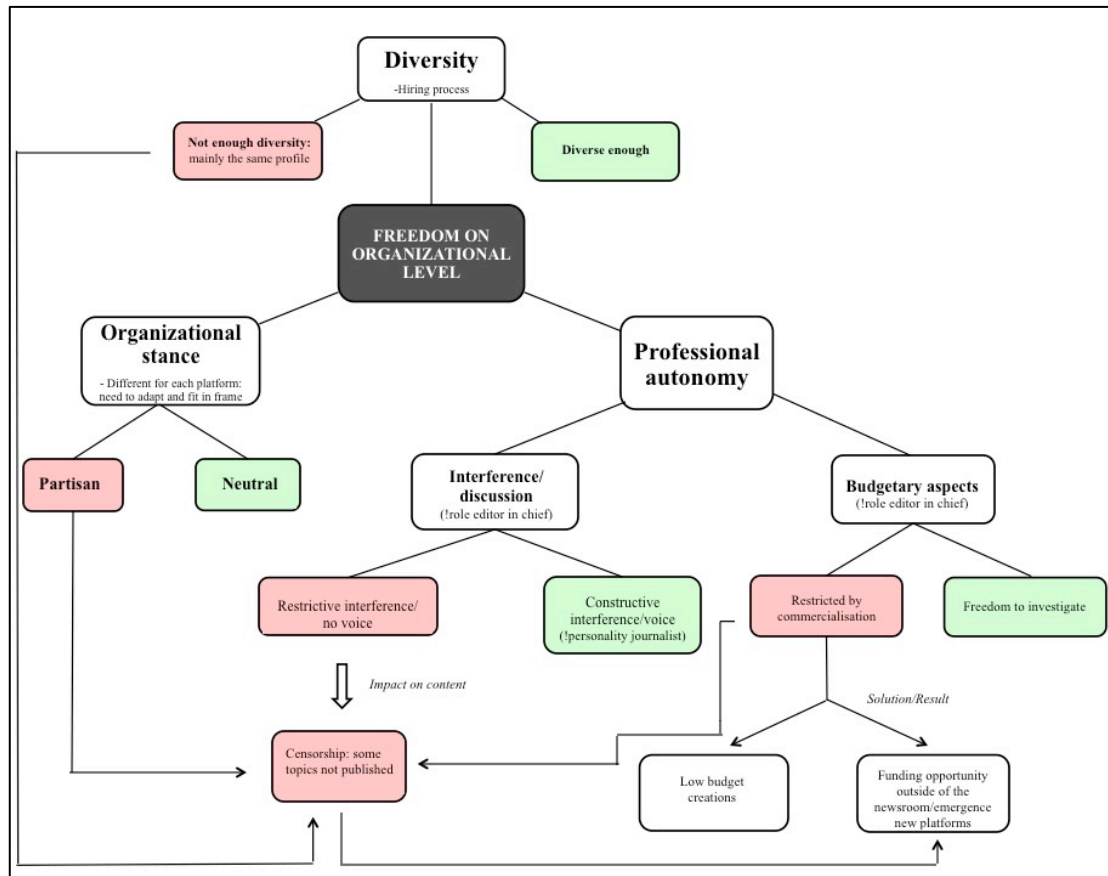 Diversity
-Hiring process
Not enough diversity:
mainly the same profile
Diverse enough
FREEDOM ON
ORGANIZATIONAL
LEVEL
Organizational
stance
- Different for each platform:
need to adapt and fit in frame
Professional
autonomy
Partisan
Neutral
Interference/
discussion
(!role editor in chief)
Budgetary aspects
(!role editor in chief)
Restrictive interference/
no voice
Constructive
interference/voice
(!personality journalist)
Restricted by
commercialisation
Freedom to investigate
Impact on content
Solution/Result
Censorship: some
topics not published
Low budget
creations
Funding opportunity
outside of the
newsroom/emergence
new platforms